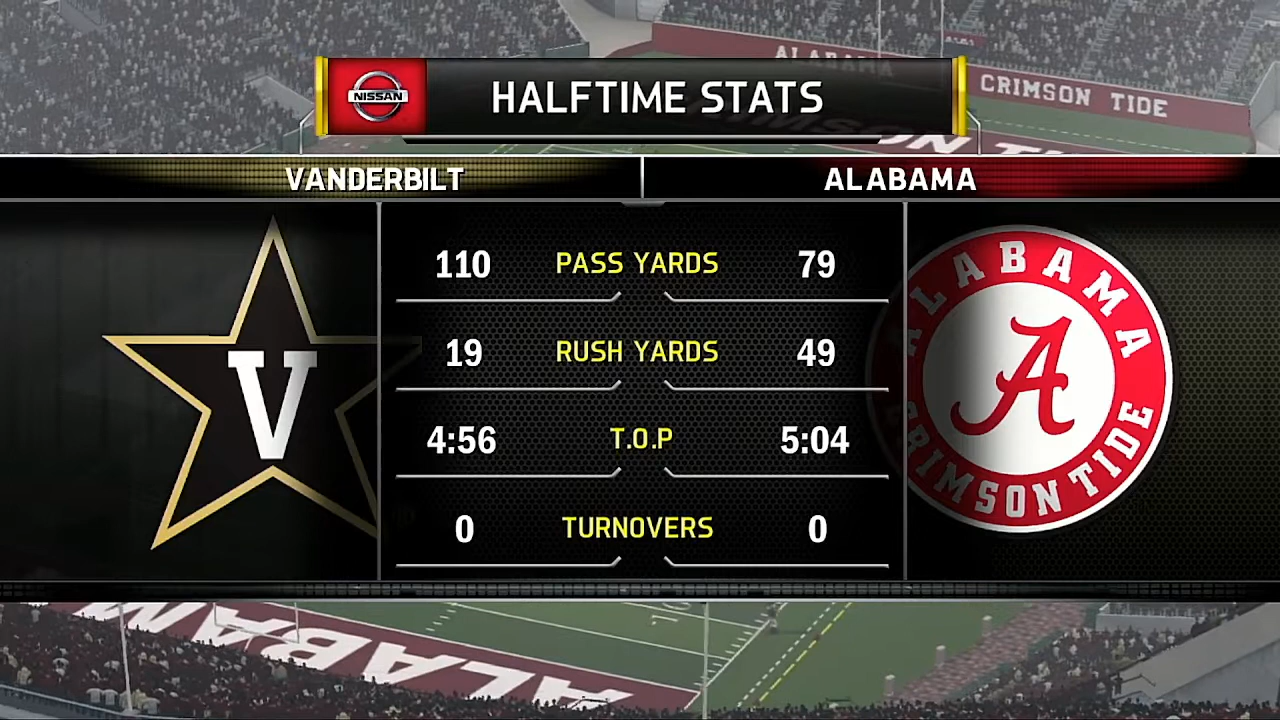 ALABAMA
CRIMSON TIDE
NISSAN
HALFTIME STATS
VANDERBILT
ALABAMA
110 PASS YARDS 79
19 RUSH YARDS 49
4:56 T.O.P 5:04
0 TURNOVERS 0
V
ALABAMA
A
CRIMSON TIDE
ALABAMA